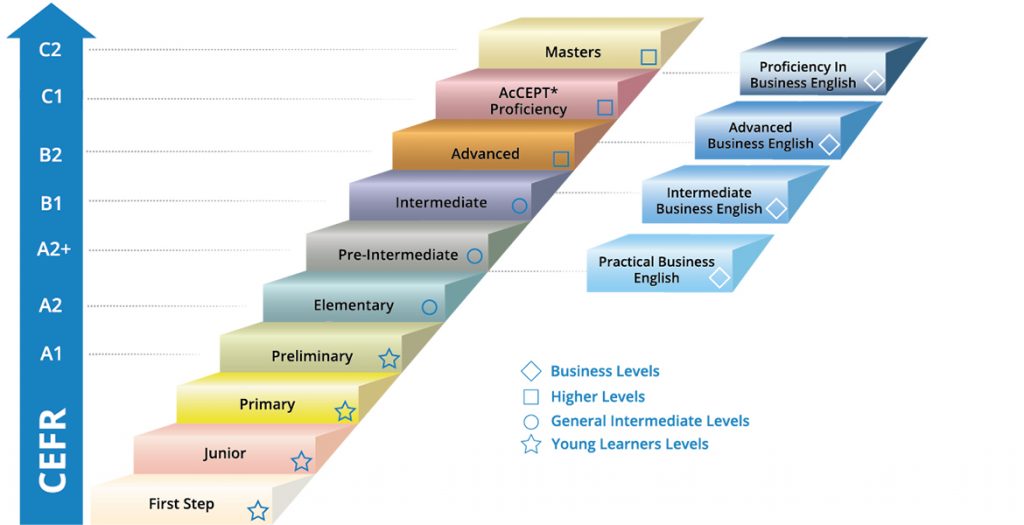 C2
Masters
Proficiency In
Business English
C1
AcCEPT*
Proficiency
Advanced
Business English
B2
Advanced
B1
Intermediate
Intermediate
Business English
A2+
Pre-Intermediate
Practical Business
English
A2
Elementary
A1
Preliminary
Primary
Junior
First Step
CEFR
Business Levels
Higher Levels
General Intermediate Levels
Young Learners Levels